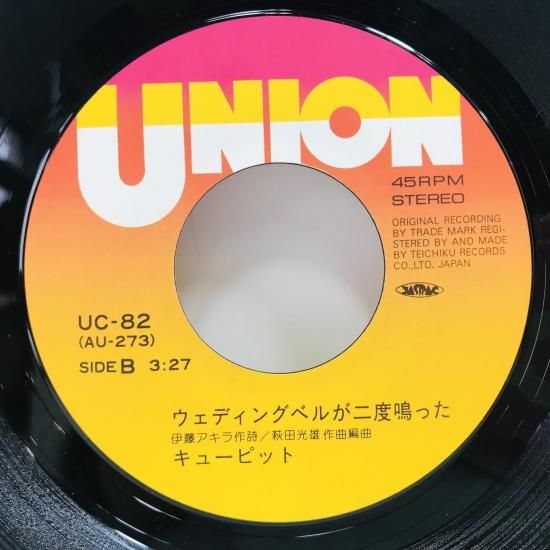 UNION
45RPM
STEREO
ORIGINAL RECORDING
BY TRADE MARK REGI-
STERED BY AND MADE
BY TEICHIKU RECORDS
CO.,LTD. JAPAN
JASRAC
UC-82
(AU-273)
SIDE B 3:27
ウェディングベルが二度鳴った
伊藤アキラ作詩/萩田光雄作曲編曲
キューピット